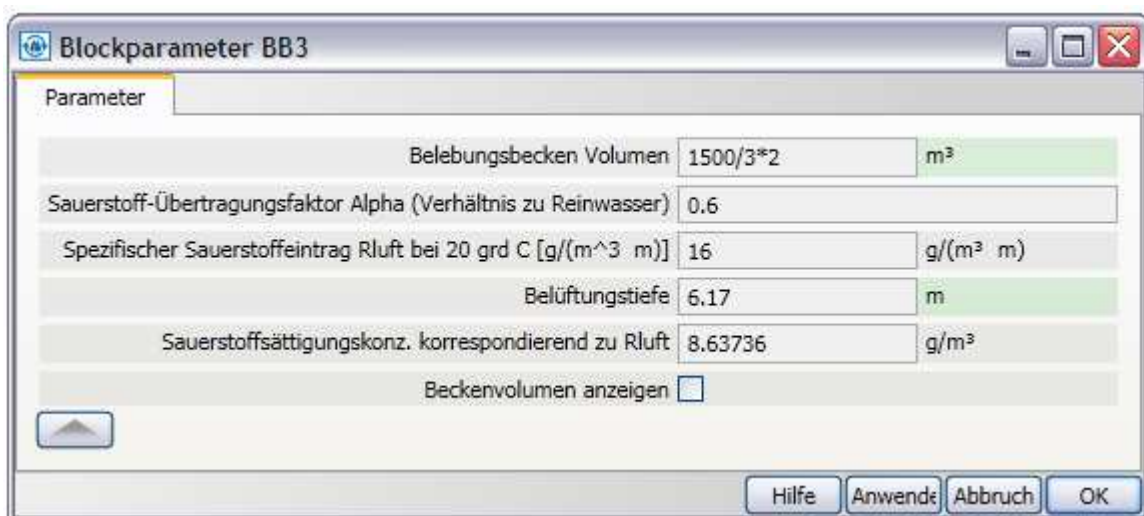 Blockparameter BB3
Parameter
Belebungsbecken Volumen 1500/3*2 m³
Sauerstoff-Übertragungsfaktor Alpha (Verhältnis zu Reinwasser) 0.6
Spezifischer Sauerstoffeintrag Rluft bei 20 grd C [g/(m^3 m)] 16 g/(m³ m)
Belüftungstiefe 6.17 m
Sauerstoffsättigungskonz. korrespondierend zu Rluft 8.63736 g/m³
Beckenvolumen anzeigen
Hilfe Anwende Abbruch OK